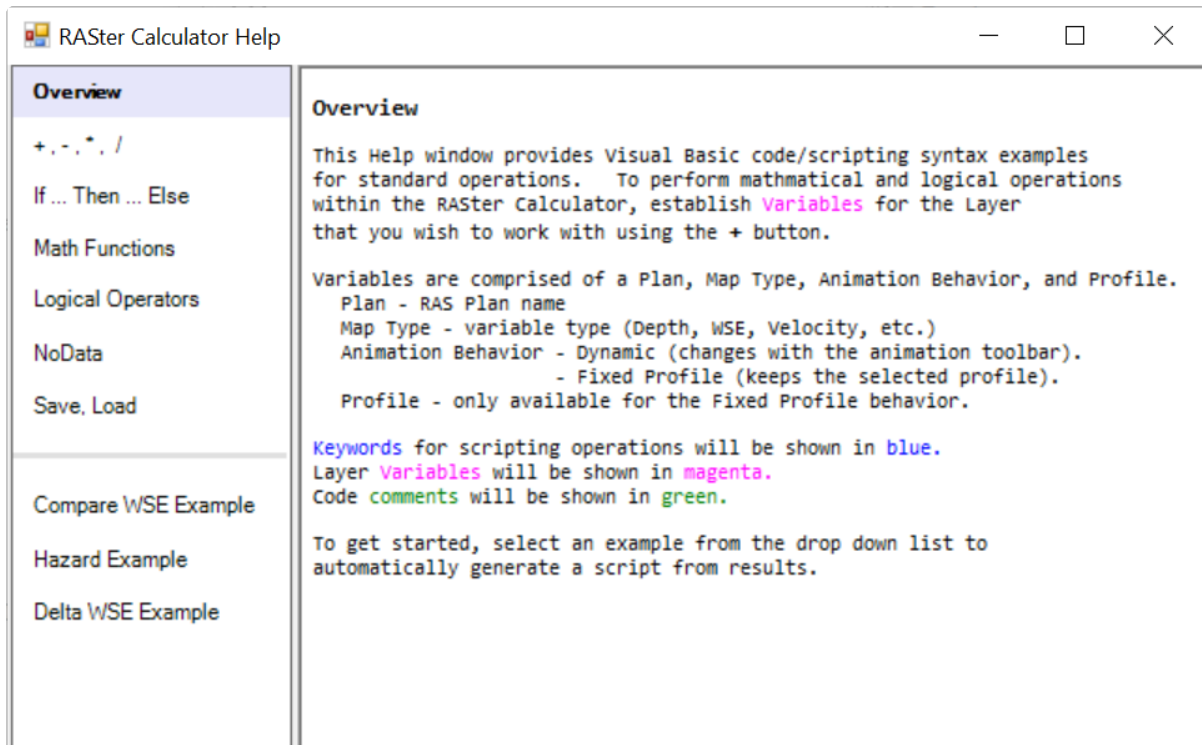 RASter Calculator Help
Overview
+ , - , * , /
If ... Then ... Else
Math Functions
Logical Operators
NoData
Save, Load
Compare WSE Example
Hazard Example
Delta WSE Example
Overview
This Help window provides Visual Basic code/scripting syntax examples
for standard operations.   To perform mathmatical and logical operations
within the RASter Calculator, establish Variables for the Layer
that you wish to work with using the + button.
Variables are comprised of a Plan, Map Type, Animation Behavior, and Profile.
Plan - RAS Plan name
Map Type - variable type (Depth, WSE, Velocity, etc.)
Animation Behavior - Dynamic (changes with the animation toolbar).
- Fixed Profile (keeps the selected profile).
Profile - only available for the Fixed Profile behavior.
Keywords for scripting operations will be shown in blue.
Layer Variables will be shown in magenta.
Code comments will be shown in green.
To get started, select an example from the drop down list to
automatically generate a script from results.